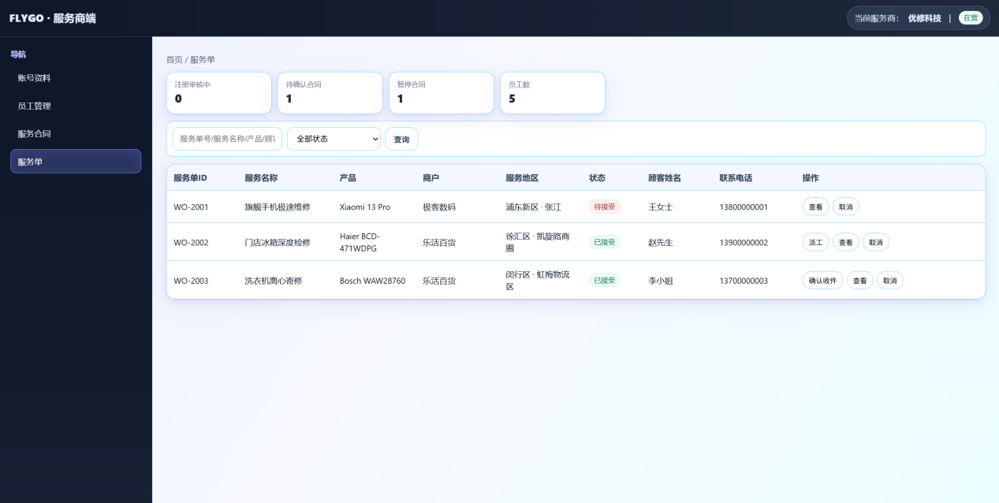 FLYGO · 服务商端
当前服务商: 优修科技 | 在营
导航
账号资料
员工管理
服务合同
服务单
首页 / 服务单
注册审核中
0
待确认合同
1
暂停合同
1
员工数
5
服务单号/服务名称/产品/顾客
全部状态
查询
服务单ID 服务名称 产品 商户 服务地区 状态 顾客姓名 联系电话 操作
WO-2001 旗舰手机极速维修 Xiaomi 13 Pro 极客数码 浦东新区 · 张江 待接受 王女士 13800000001 查看 取消
WO-2002 门店冰箱深度检修 Haier BCD-
471WDPG 乐活百货 徐汇区 · 凯旋路商
圈 已接受 赵先生 13900000002 派工 查看 取消
WO-2003 洗衣机离心寄修 Bosch WAW28760 乐活百货 闵行区 · 虹梅物流
区 已接受 李小姐 13700000003 确认收件 查看 取消